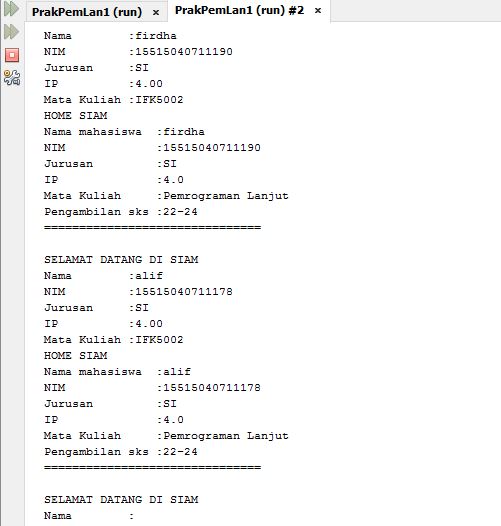 PrakPemLan1 (run) × PrakPemLan1 (run) #2 ×
Nama :firdha
NIM :15515040711190
Jurusan :SI
IP :4.00
Mata Kuliah :IFK5002
HOME SIAM
Nama mahasiswa :firdha
NIM :15515040711190
Jurusan :SI
IP :4.0
Mata Kuliah :Pemrograman Lanjut
Pengambilan sks :22-24
===============================
SELAMAT DATANG DI SIAM
Nama :alif
NIM :15515040711178
Jurusan :SI
IP :4.00
Mata Kuliah :IFK5002
HOME SIAM
Nama mahasiswa :alif
NIM :15515040711178
Jurusan :SI
IP :4.0
Mata Kuliah :Pemrograman Lanjut
Pengambilan sks :22-24
===============================
SELAMAT DATANG DI SIAM
Nama :